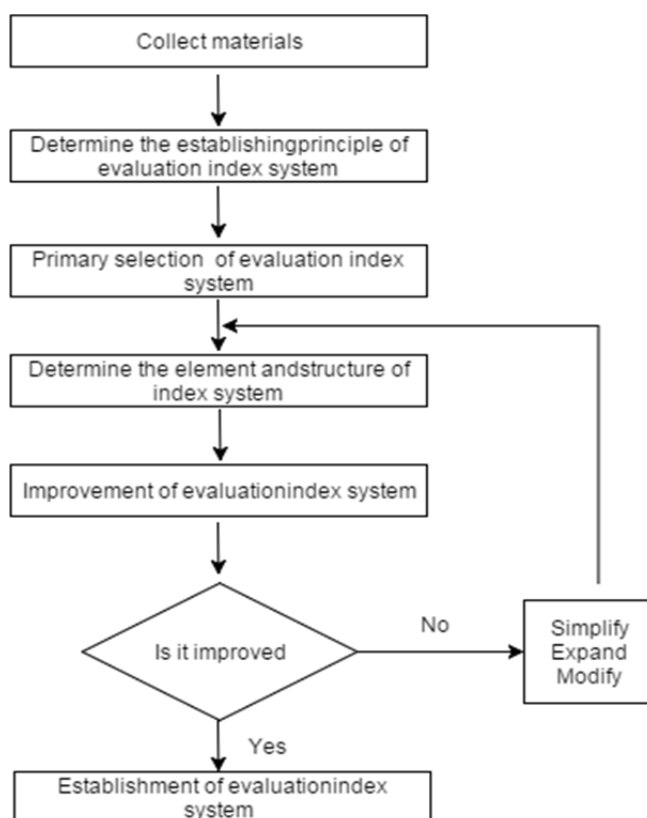 Collect materials
Determine the establishingprinciple of
evaluation index system
Primary selection of evaluation index
system
Determine the element andstructure of
index system
Improvement of evaluationindex system
Is it improved
No
Simplify
Expand
Modify
Yes
Establishment of evaluationindex
system